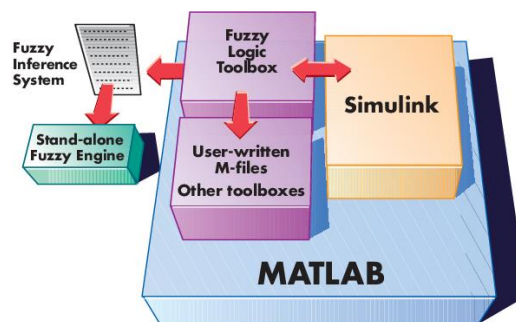 Fuzzy
Inference
System
Fuzzy
Logic
Toolbox
Simulink
Stand-alone
Fuzzy Engine
User-written
M-files
Other toolboxes
MATLAB